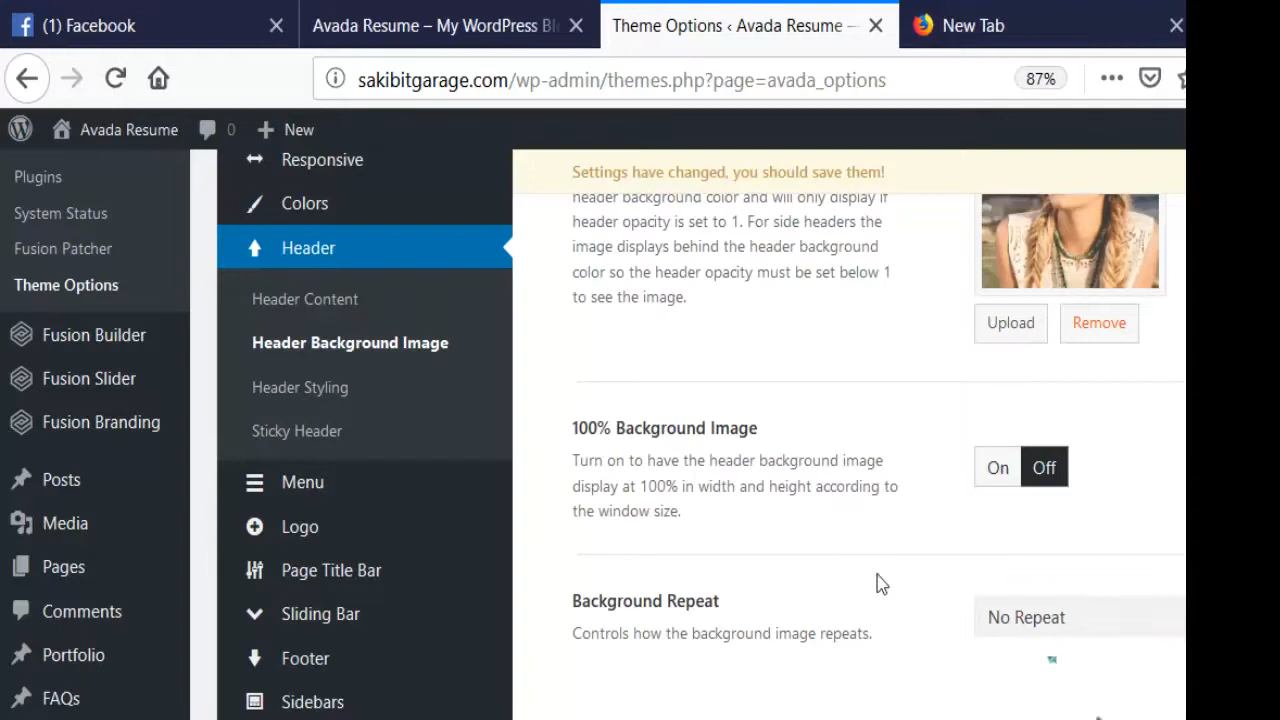 (1) Facebook
Avada Resume – My WordPress Bl
Theme Options ‹ Avada Resume –
New Tab
sakibitgarage.com/wp-admin/themes.php?page=avada_options
87%
Avada Resume
0
New
Plugins
System Status
Fusion Patcher
Theme Options
Fusion Builder
Fusion Slider
Fusion Branding
Posts
Media
Pages
Comments
Portfolio
FAQs
Responsive
Colors
Header
Header Content
Header Background Image
Header Styling
Sticky Header
Menu
Logo
Page Title Bar
Sliding Bar
Footer
Sidebars
Settings have changed, you should save them!
header background color and will only display if
header opacity is set to 1. For side headers the
image displays behind the header background
color so the header opacity must be set below 1
to see the image.
Upload
Remove
100% Background Image
Turn on to have the header background image
display at 100% in width and height according to
the window size.
On
Off
Background Repeat
Controls how the background image repeats.
No Repeat